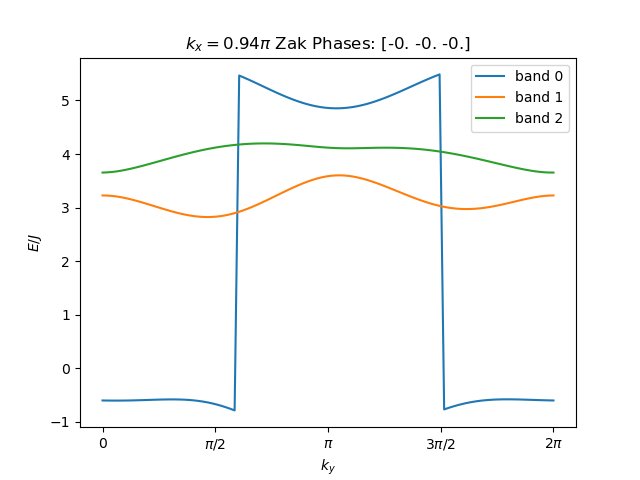 $k_x = 0.94\pi$ Zak Phases: [-0. -0. -0.]
band 0
band 1
band 2
E/J
5
4
3
2
1
0
−1
0
π/2
π
3π/2
2π
$k_y$